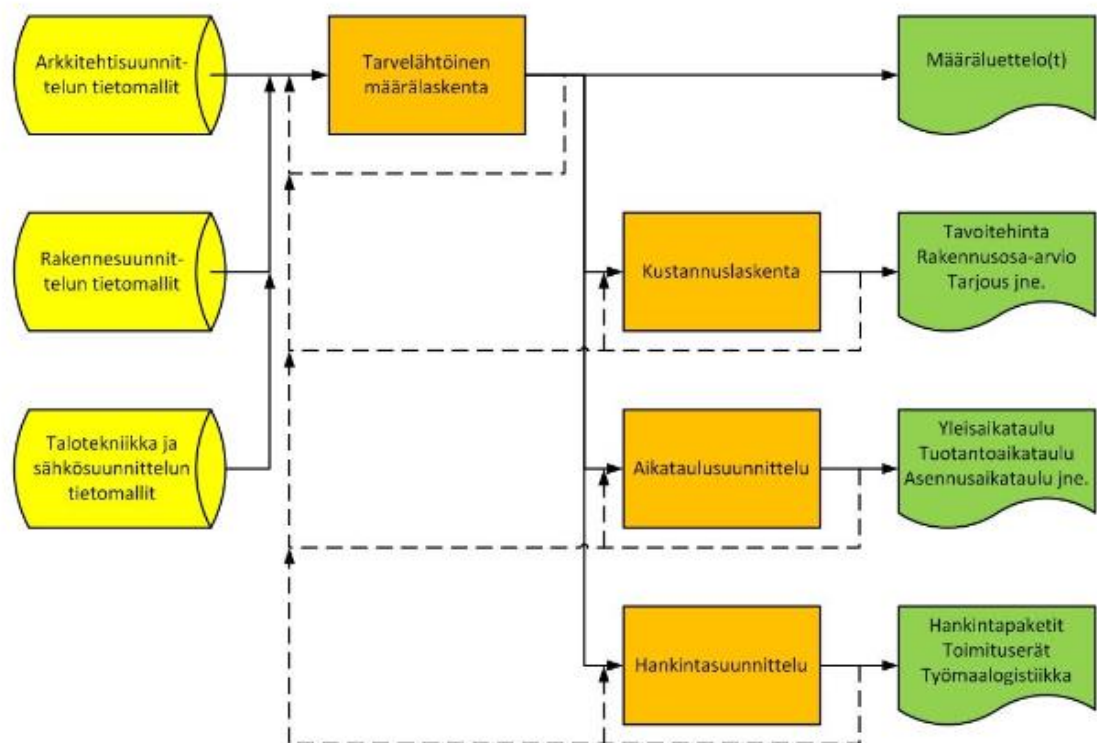 Arkkitehtisuunnit-
telun tietomallit
Tarvelähtöinen
määrälaskenta
Määräluettelo(t)
Rakennesuunnit-
telun tietomallit
Kustannuslaskenta
Tavoitehinta
Rakennusosa-arvio
Tarjous jne.
Talotekniikka ja
sähkösuunnittelun
tietomallit
Aikataulusuunnittelu
Yleisaikataulu
Tuotantoaikataulu
Asennusaikataulu jne.
Hankintasuunnittelu
Hankintapaketit
Toimituserät
Työmaalogistiikka